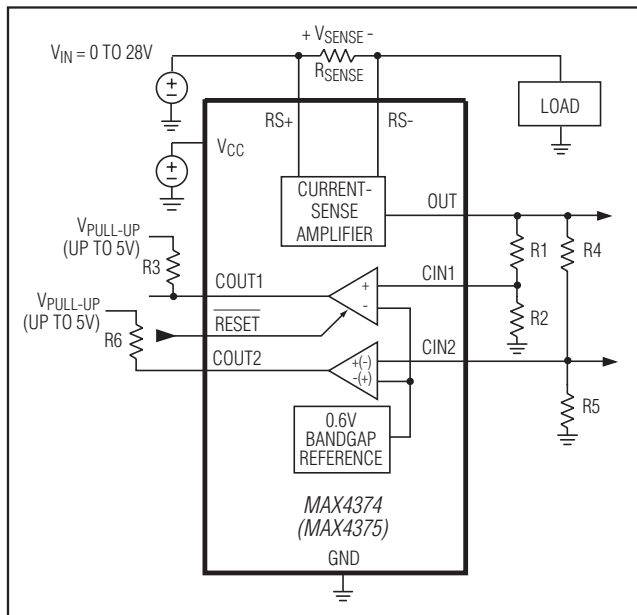 + VSENSE -
VIN = 0 TO 28V
RSENSE
LOAD
RS+
RS-
VCC
CURRENT-
SENSE
AMPLIFIER
OUT
VPULL-UP
(UP TO 5V)
R3
COUT1
+
-
CIN1
R1
R4
R2
VPULL-UP
(UP TO 5V)
R6
RESET
COUT2
+(-)
-(+)
CIN2
R5
0.6V
BANDGAP
REFERENCE
MAX4374
(MAX4375)
GND